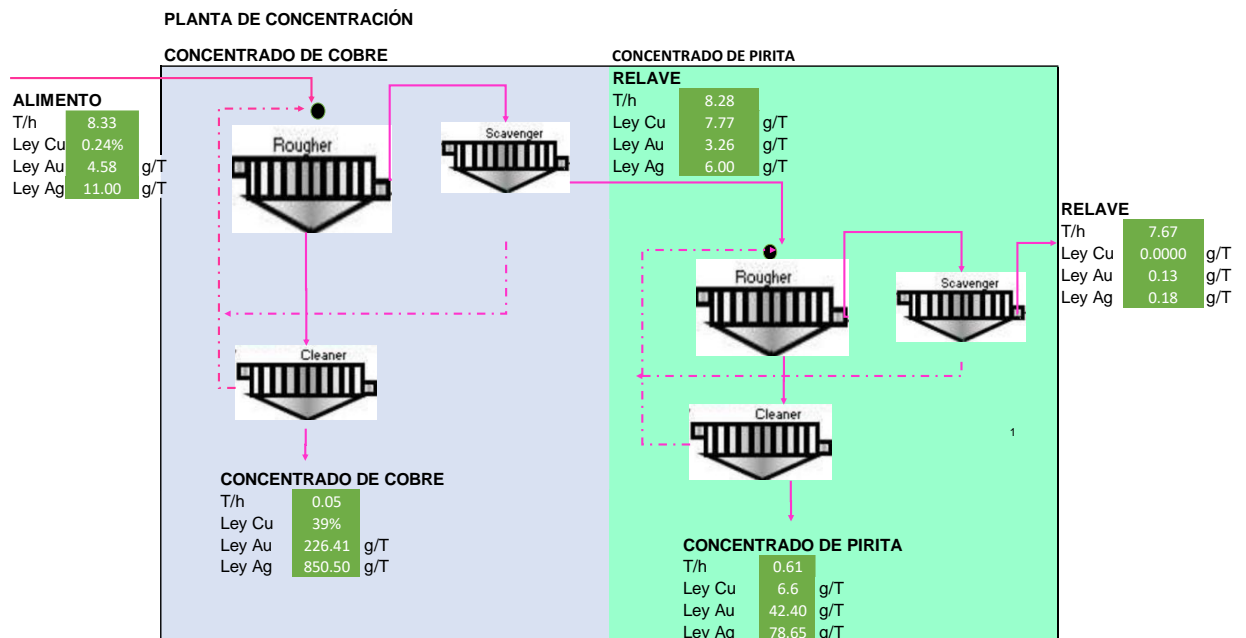 PLANTA DE CONCENTRACIÓN
CONCENTRADO DE COBRE
CONCENTRADO DE PIRITA
ALIMENTO
T/h 8.33
Ley Cu 0.24%
Ley Au 4.58 g/T
Ley Ag 11.00 g/T
Rougher
Scavenger
Cleaner
CONCENTRADO DE COBRE
T/h 0.05
Ley Cu 39%
Ley Au 226.41 g/T
Ley Ag 850.50 g/T
RELAVE
T/h 8.28
Ley Cu 7.77 g/T
Ley Au 3.26 g/T
Ley Ag 6.00 g/T
Rougher
Scavenger
Cleaner
1
CONCENTRADO DE PIRITA
T/h 0.61
Ley Cu 6.6 g/T
Ley Au 42.40 g/T
Ley Ag 78.65 g/T
RELAVE
T/h 7.67
Ley Cu 0.0000 g/T
Ley Au 0.13 g/T
Ley Ag 0.18 g/T